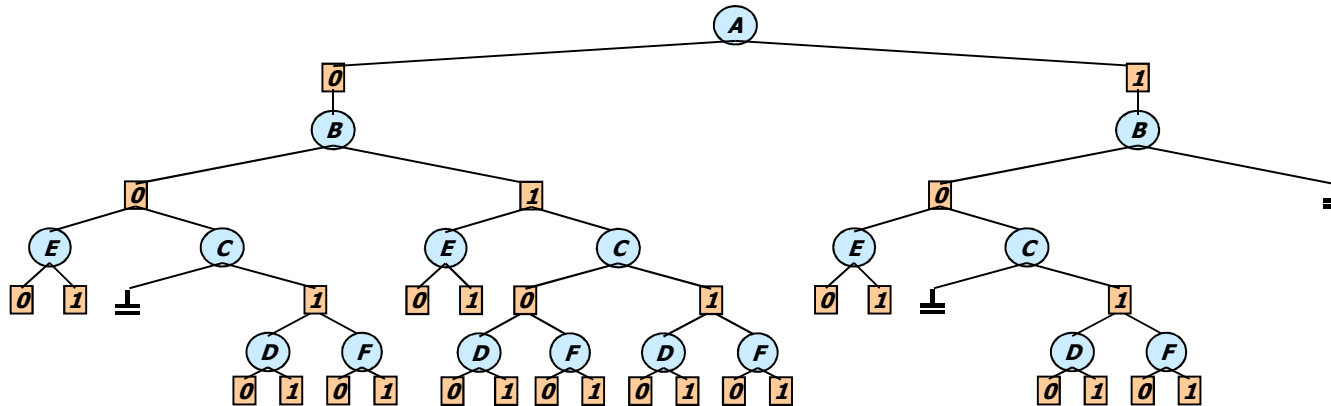 A
0 1
B B
0 1 0
E C E C E C
0 1 1 0 1 0 1 0 1 1
D F D F D F D F
0 1 0 1 0 1 0 1 0 1 0 1 0 1 0 1